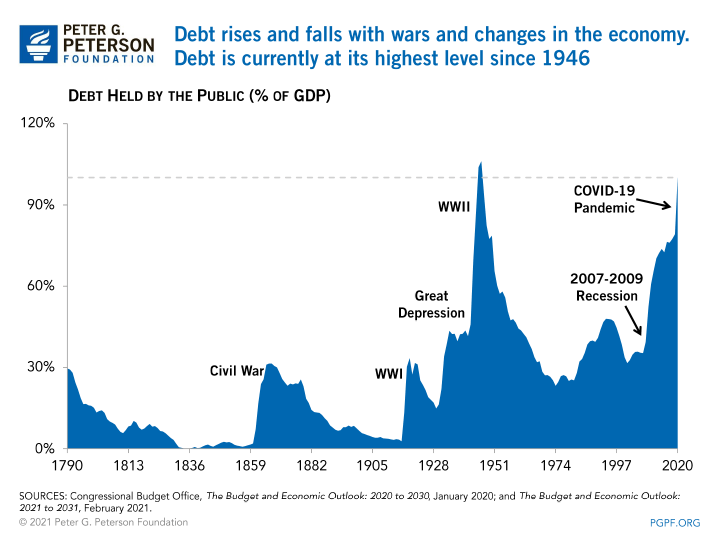 PETER G.
PETERSON
FOUNDATION
Debt rises and falls with wars and changes in the economy.
Debt is currently at its highest level since 1946
DEBT HELD BY THE PUBLIC (% OF GDP)
120%
90%
60%
30%
0%
COVID-19
Pandemic
WWII
2007-2009
Recession
Great
Depression
Civil War
WWI
1790
1813
1836
1859
1882
1905
1928
1951
1974
1997
2020
SOURCES: Congressional Budget Office, The Budget and Economic Outlook: 2020 to 2030, January 2020; and The Budget and Economic Outlook:
2021 to 2031, February 2021.
© 2021 Peter G. Peterson Foundation
PGPF.ORG